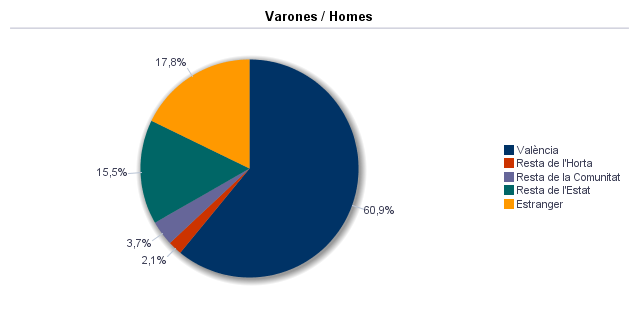 Varones / Homes
17,8%
15,5%
60,9%
3,7%
2,1%
València
Resta de l'Horta
Resta de la Comunitat
Resta de l'Estat
Estranger